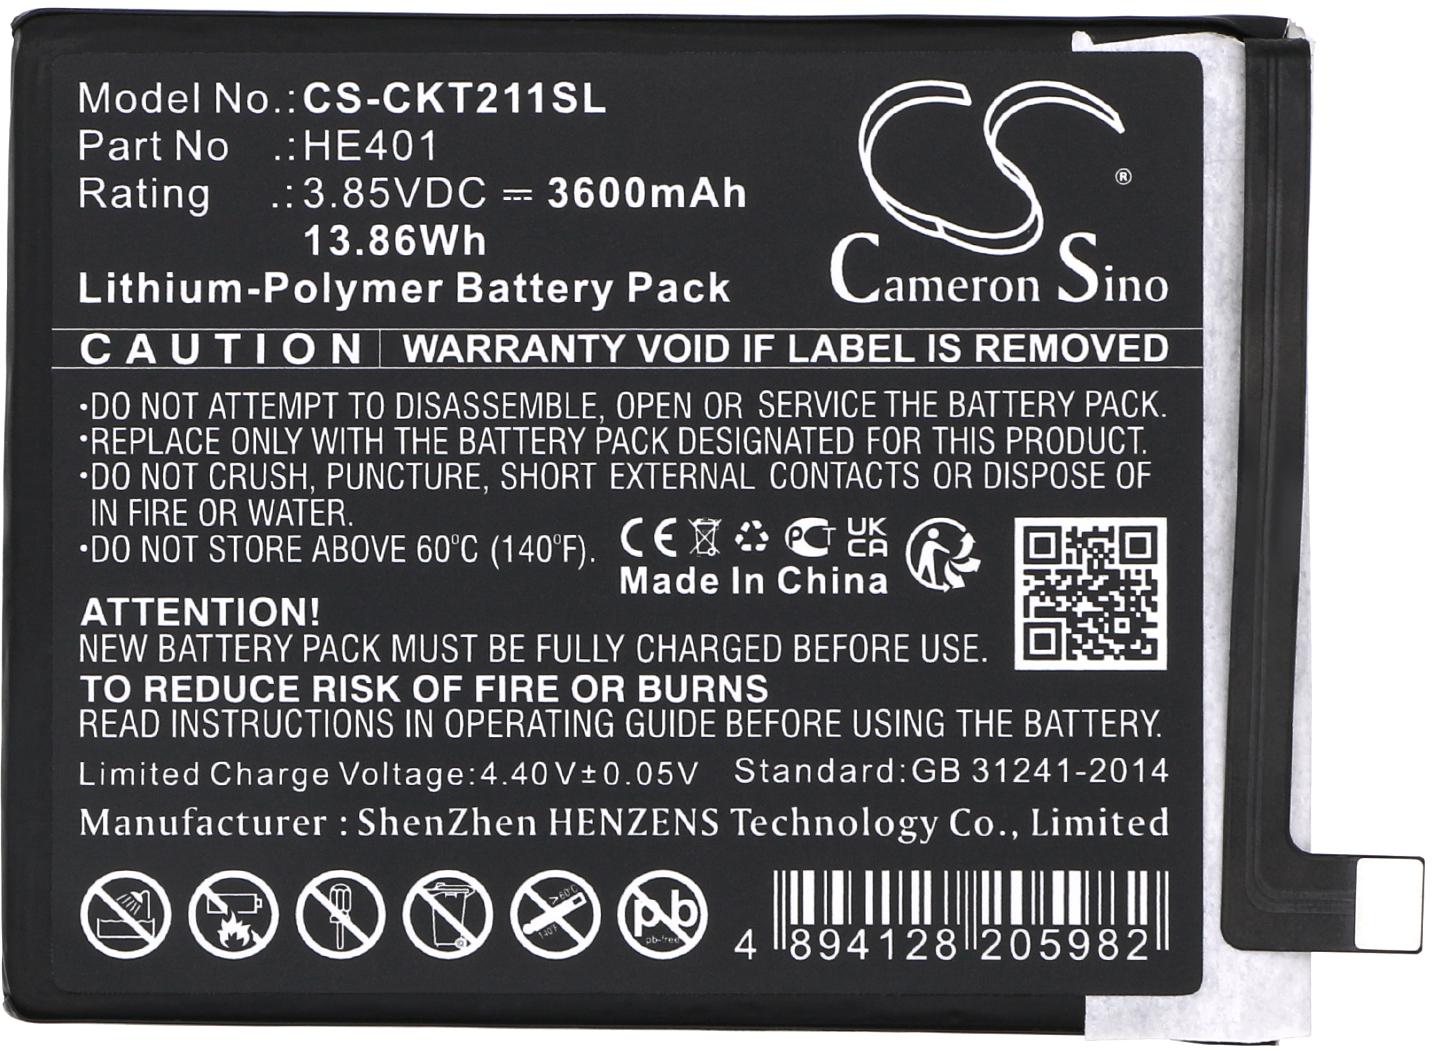 Model No.:CS-CKT211SL
Part No .:HE401
Rating .:3.85VDC ⎓ 3600mAh
13.86Wh
Lithium-Polymer Battery Pack
CS
®
Cameron Sino
CAUTION WARRANTY VOID IF LABEL IS REMOVED
·DO NOT ATTEMPT TO DISASSEMBLE, OPEN OR SERVICE THE BATTERY PACK.
·REPLACE ONLY WITH THE BATTERY PACK DESIGNATED FOR THIS PRODUCT.
·DO NOT CRUSH, PUNCTURE, SHORT EXTERNAL CONTACTS OR DISPOSE OF
IN FIRE OR WATER.
·DO NOT STORE ABOVE 60°C (140°F).
CE PCT UK
CA
Made In China
ATTENTION!
NEW BATTERY PACK MUST BE FULLY CHARGED BEFORE USE.
TO REDUCE RISK OF FIRE OR BURNS
READ INSTRUCTIONS IN OPERATING GUIDE BEFORE USING THE BATTERY.
Limited Charge Voltage:4.40V±0.05V Standard:GB 31241-2014
Manufacturer : ShenZhen HENZENS Technology Co., Limited
>60°C
140°F
pb
pb-free
4 894128 205982